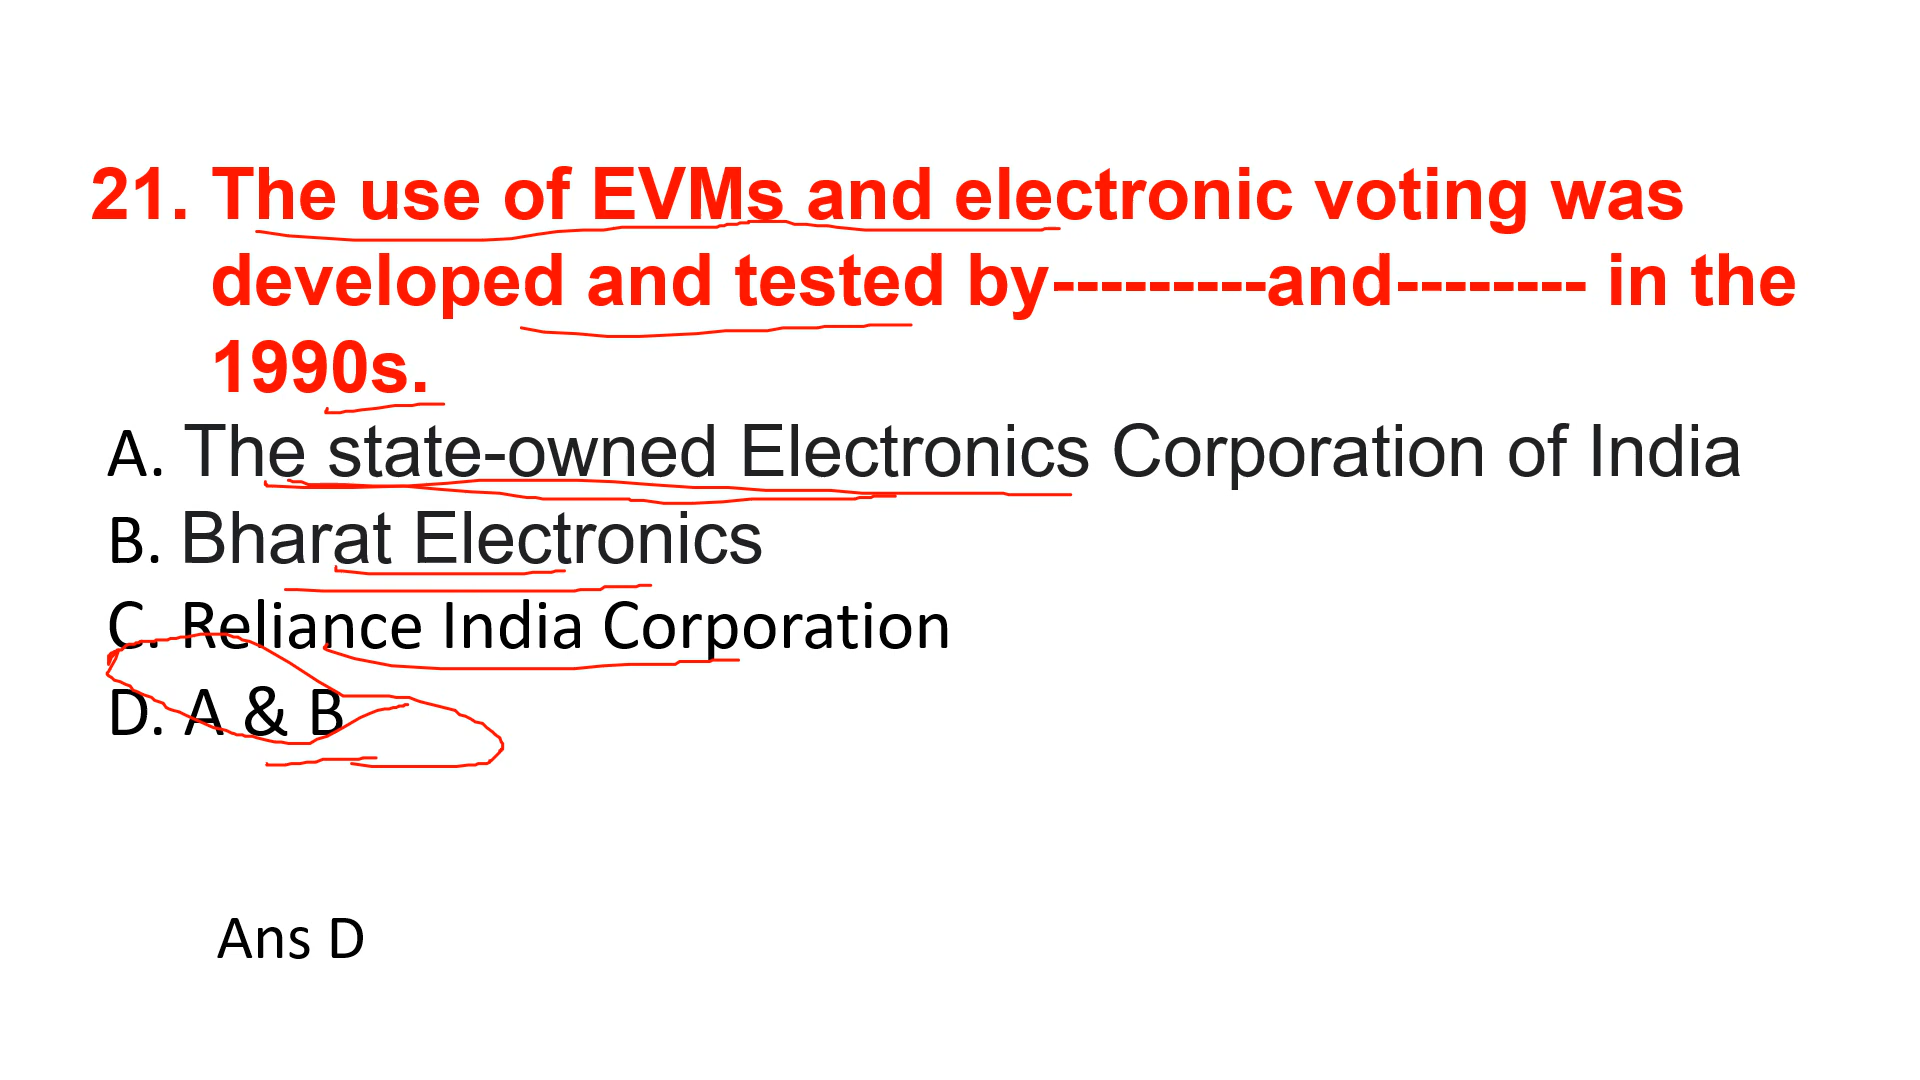 21. The use of EVMs and electronic voting was
developed and tested by---------and-------- in the
1990s.
A. The state-owned Electronics Corporation of India
B. Bharat Electronics
C. Reliance India Corporation
D. A & B
Ans D